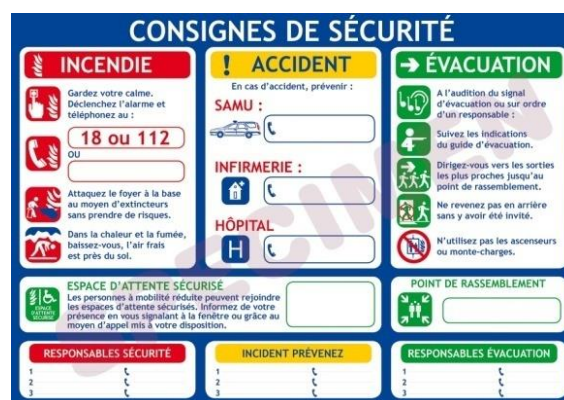 CONSIGNES DE SÉCURITÉ
INCENDIE
Gardez votre calme.
Déclenchez l'alarme et
téléphonez au :
18 ou 112
OU
Attaquez le foyer à la base
au moyen d'extincteurs
sans prendre de risques.
Dans la chaleur et la fumée,
baissez-vous, l'air frais
est près du sol.
! ACCIDENT
En cas d'accident, prévenir :
SAMU :
INFIRMERIE :
HÔPITAL
H
ÉVACUATION
A l'audition du signal
d'évacuation ou sur ordre
d'un responsable :
Suivez les indications
du guide d'évacuation.
Dirigez-vous vers les sorties
les plus proches jusqu'au
point de rassemblement.
Ne revenez pas en arrière
sans y avoir été invité.
N'utilisez pas les ascenseurs
ou monte-charges.
SPECIMEN
ESPACE
D'ATTENTE
SÉCURISÉ
ESPACE D'ATTENTE SÉCURISÉ
Les personnes à mobilité réduite peuvent rejoindre
les espaces d'attente sécurisés. Informez de votre
présence en vous signalant à la fenêtre ou grâce au
moyen d'appel mis à votre disposition.
POINT DE RASSEMBLEMENT
RESPONSABLES SÉCURITÉ
1
2
3
INCIDENT PRÉVENEZ
1
2
3
RESPONSABLES ÉVACUATION
1
2
3